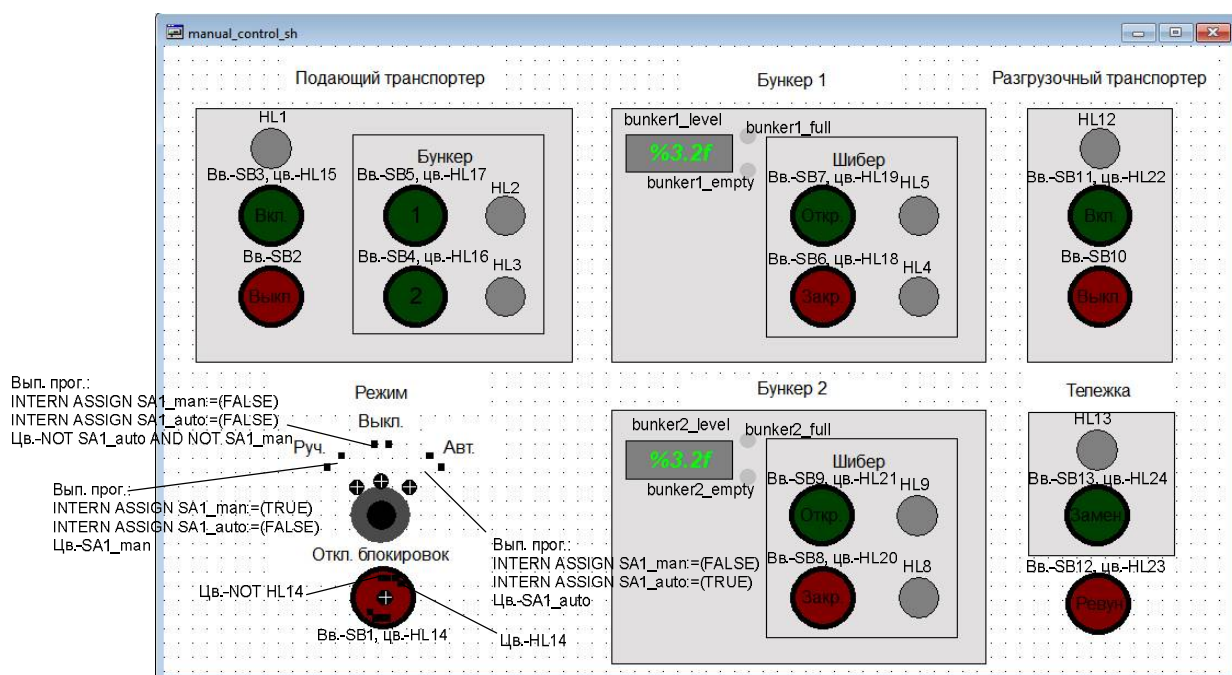 manual_control_sh
Подающий транспортер
Бункер 1
Разгрузочный транспортер
HL1
Вв.-SB3, цв.-HL15
Вкл.
Вв.-SB2
Выкл
Бункер
Вв.-SB5, цв.-HL17
1
HL2
Вв.-SB4, цв.-HL16
2
HL3
bunker1_level
bunker1_full
%3.2f
bunker1_empty
Шибер
Вв.-SB7, цв.-HL19
Откр.
HL5
Вв.-SB6, цв.-HL18
Закр.
HL4
HL12
Вв.-SB11, цв.-HL22
Вкл.
Вв.-SB10
Выкл
Вып. прог.:
INTERN ASSIGN SA1_man:=(FALSE)
INTERN ASSIGN SA1_auto:=(FALSE)
Цв.-NOT SA1_auto AND NOT SA1_man
Режим
Выкл.
Руч.
Авт.
Вып. прог.:
INTERN ASSIGN SA1_man:=(TRUE)
INTERN ASSIGN SA1_auto:=(FALSE)
Цв.-SA1_man
Откл. блокировок
Цв.-NOT HL14
Вв.-SB1, цв.-HL14
Цв.-HL14
Вып. прог.:
INTERN ASSIGN SA1_man:=(FALSE)
INTERN ASSIGN SA1_auto:=(TRUE)
Цв.-SA1_auto
Бункер 2
bunker2_level
bunker2_full
%3.2f
bunker2_empty
Шибер
Вв.-SB9, цв.-HL21
Откр.
HL9
Вв.-SB8, цв.-HL20
Закр.
HL8
Тележка
HL13
Вв.-SB13, цв.-HL24
Замен.
Вв.-SB12, цв.-HL23
Ревун